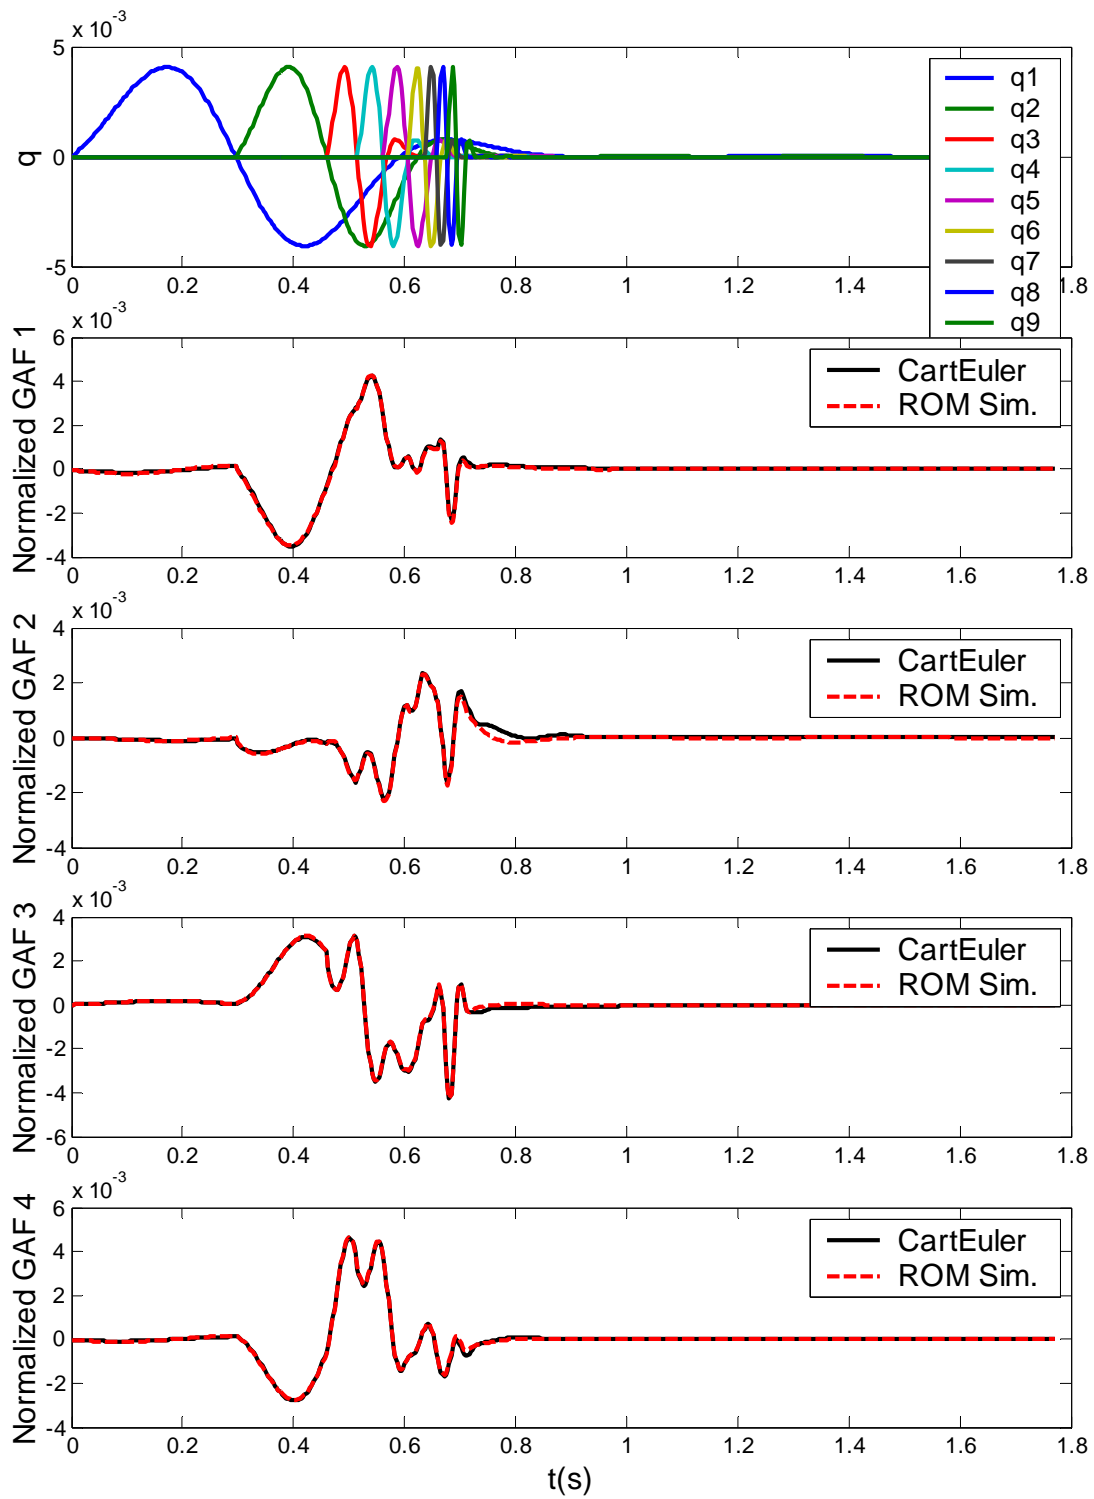 x 10-3
5
0
-5
q
0 0.2 0.4 0.6 0.8 1 1.2 1.4 1.6 1.8
q1
q2
q3
q4
q5
q6
q7
q8
q9
x 10-3
6
4
2
0
-2
-4
Normalized GAF 1
CartEuler
ROM Sim.
0 0.2 0.4 0.6 0.8 1 1.2 1.4 1.6 1.8
x 10-3
4
2
0
-2
-4
Normalized GAF 2
CartEuler
ROM Sim.
0 0.2 0.4 0.6 0.8 1 1.2 1.4 1.6 1.8
x 10-3
4
2
0
-2
-4
-6
Normalized GAF 3
CartEuler
ROM Sim.
0 0.2 0.4 0.6 0.8 1 1.2 1.4 1.6 1.8
x 10-3
6
4
2
0
-2
-4
Normalized GAF 4
CartEuler
ROM Sim.
0 0.2 0.4 0.6 0.8 1 1.2 1.4 1.6 1.8
t(s)